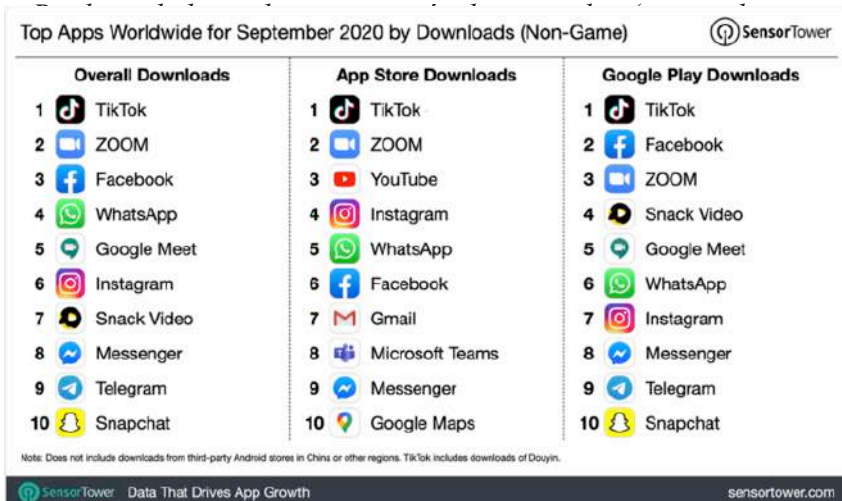 Top Apps Worldwide for September 2020 by Downloads (Non-Game)
SensorTower
Overall Downloads
1 TikTok
2 ZOOM
3 Facebook
4 WhatsApp
5 Google Meet
6 Instagram
7 Snack Video
8 Messenger
9 Telegram
10 Snapchat
App Store Downloads
1 TikTok
2 ZOOM
3 YouTube
4 Instagram
5 WhatsApp
6 Facebook
7 Gmail
8 Microsoft Teams
9 Messenger
10 Google Maps
Google Play Downloads
1 TikTok
2 Facebook
3 ZOOM
4 Snack Video
5 Google Meet
6 WhatsApp
7 Instagram
8 Messenger
9 Telegram
10 Snapchat
Note: Does not include downloads from third-party Android stores in China or other regions. TikTok includes downloads of Douyin.
SensorTower Data That Drives App Growth
sensortower.com